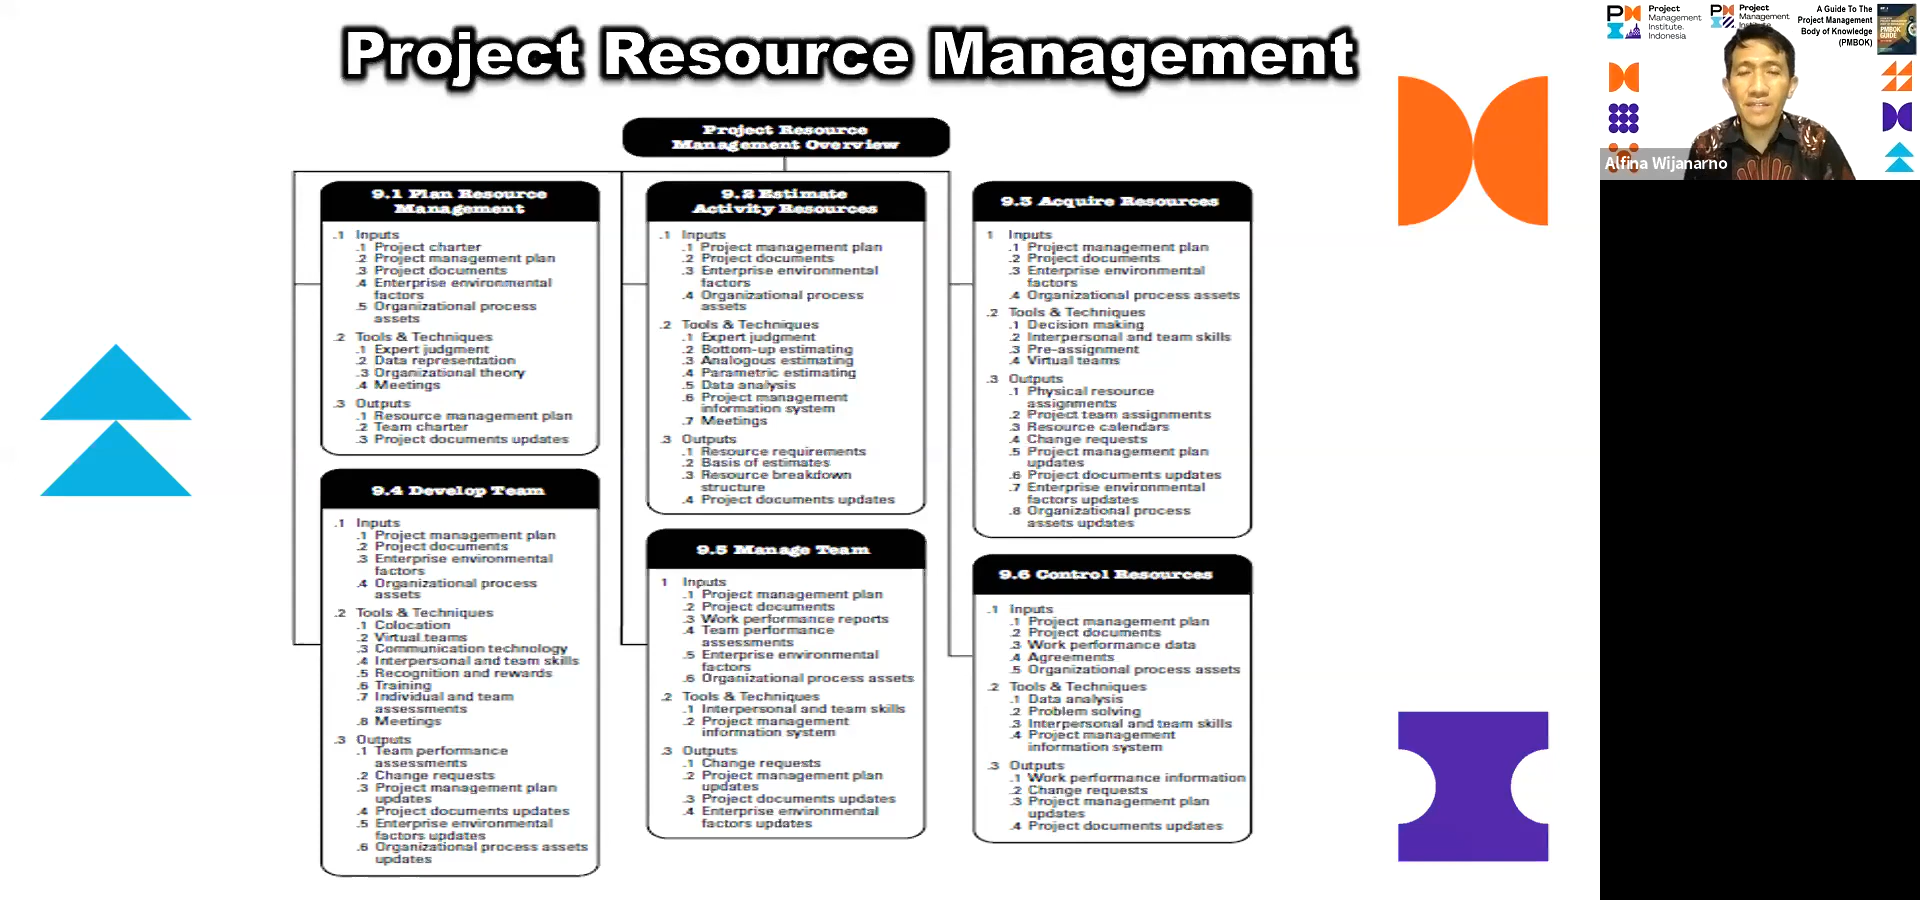 Project Resource Management
Project Resource
Management Overview
9.1 Plan Resource
Management
.1 Inputs
.1 Project charter
.2 Project management plan
.3 Project documents
.4 Enterprise environmental
factors
.5 Organizational process
assets
.2 Tools & Techniques
.1 Expert judgment
.2 Data representation
.3 Organizational theory
.4 Meetings
.3 Outputs
.1 Resource management plan
.2 Team charter
.3 Project documents updates
9.2 Estimate
Activity Resources
.1 Inputs
.1 Project management plan
.2 Project documents
.3 Enterprise environmental
factors
.4 Organizational process
assets
.2 Tools & Techniques
.1 Expert judgment
.2 Bottom-up estimating
.3 Analogous estimating
.4 Parametric estimating
.5 Data analysis
.6 Project management
information system
.7 Meetings
.3 Outputs
.1 Resource requirements
.2 Basis of estimates
.3 Resource breakdown
structure
.4 Project documents updates
9.3 Acquire Resources
1 Inputs
.1 Project management plan
.2 Project documents
.3 Enterprise environmental
factors
.4 Organizational process assets
.2 Tools & Techniques
.1 Decision making
.2 Interpersonal and team skills
.3 Pre-assignment
.4 Virtual teams
.3 Outputs
.1 Physical resource
assignments
.2 Project team assignments
.3 Resource calendars
.4 Change requests
.5 Project management plan
updates
.6 Project documents updates
.7 Enterprise environmental
factors updates
.8 Organizational process
assets updates
9.4 Develop Team
.1 Inputs
.1 Project management plan
.2 Project documents
.3 Enterprise environmental
factors
.4 Organizational process
assets
.2 Tools & Techniques
.1 Colocation
.2 Virtual teams
.3 Communication technology
.4 Interpersonal and team skills
.5 Recognition and rewards
.6 Training
.7 Individual and team
assessments
.8 Meetings
.3 Outputs
.1 Team performance
assessments
.2 Change requests
.3 Project management plan
updates
.4 Project documents updates
.5 Enterprise environmental
factors updates
.6 Organizational process assets
updates
9.5 Manage Team
1 Inputs
.1 Project management plan
.2 Project documents
.3 Work performance reports
.4 Team performance
assessments
.5 Enterprise environmental
factors
.6 Organizational process assets
.2 Tools & Techniques
.1 Interpersonal and team skills
.2 Project management
information system
.3 Outputs
.1 Change requests
.2 Project management plan
updates
.3 Project documents updates
.4 Enterprise environmental
factors updates
9.6 Control Resources
.1 Inputs
.1 Project management plan
.2 Project documents
.3 Work performance data
.4 Agreements
.5 Organizational process assets
.2 Tools & Techniques
.1 Data analysis
.2 Problem solving
.3 Interpersonal and team skills
.4 Project management
information system
.3 Outputs
.1 Work performance information
.2 Change requests
.3 Project management plan
updates
.4 Project documents updates
Project
Management
Institute.
Indonesia
Project
Management
Institute
A Guide To The
Project Management
Body of Knowledge
(PMBOK)
PMBOK
GUIDE
Alfina Wijanarno